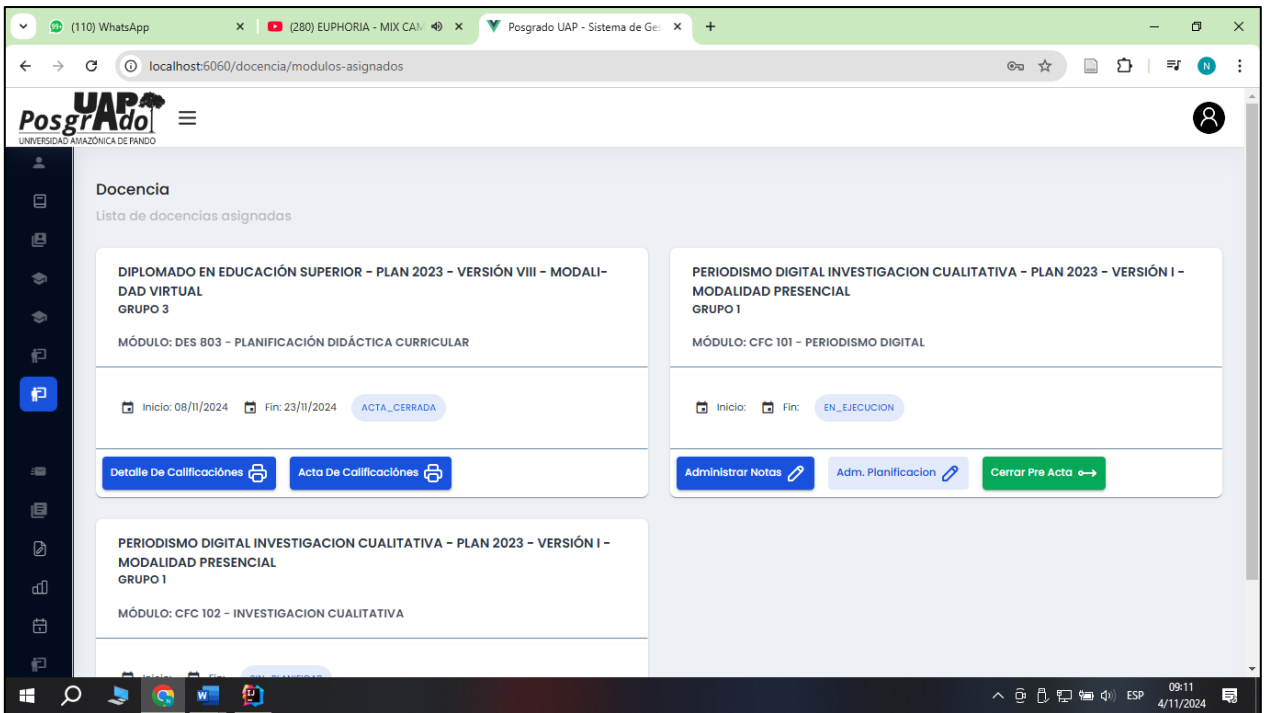 99+ (110) WhatsApp
(280) EUPHORIA - MIX CAM
Posgrado UAP - Sistema de Ges
localhost:6060/docencia/modulos-asignados
N
UAP
Posgrado
UNIVERSIDAD AMAZÓNICA DE PANDO
Docencia
Lista de docencias asignadas
DIPLOMADO EN EDUCACIÓN SUPERIOR - PLAN 2023 - VERSIÓN VIII - MODALI-
DAD VIRTUAL
GRUPO 3
MÓDULO: DES 803 - PLANIFICACIÓN DIDÁCTICA CURRICULAR
Inicio: 08/11/2024 Fin: 23/11/2024 ACTA_CERRADA
Detalle De Calificaciónes Acta De Calificaciónes
PERIODISMO DIGITAL INVESTIGACION CUALITATIVA - PLAN 2023 - VERSIÓN I -
MODALIDAD PRESENCIAL
GRUPO 1
MÓDULO: CFC 101 - PERIODISMO DIGITAL
Inicio: Fin: EN_EJECUCION
Administrar Notas Adm. Planificacion Cerrar Pre Acta
PERIODISMO DIGITAL INVESTIGACION CUALITATIVA - PLAN 2023 - VERSIÓN I -
MODALIDAD PRESENCIAL
GRUPO 1
MÓDULO: CFC 102 - INVESTIGACION CUALITATIVA
Inicio: Fin: SIN_PLANIFICAR
ESP
09:11
4/11/2024